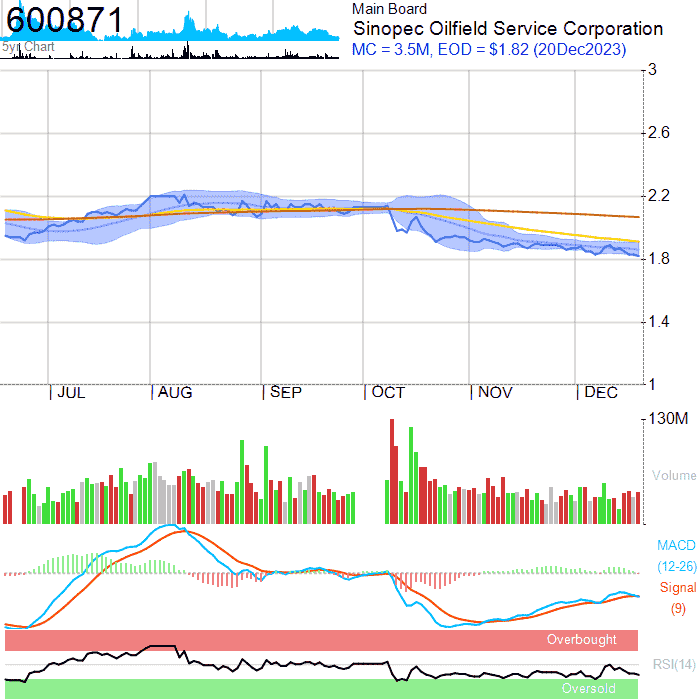 600871
5yr Chart
Main Board
Sinopec Oilfield Service Corporation
MC = 3.5M, EOD = $1.82 (20Dec2023)
3
2.6
2.2
1.8
1.4
1
JUL AUG SEP OCT NOV DEC
130M
Volume
MACD
(12-26)
Signal
(9)
Overbought
RSI(14)
Oversold